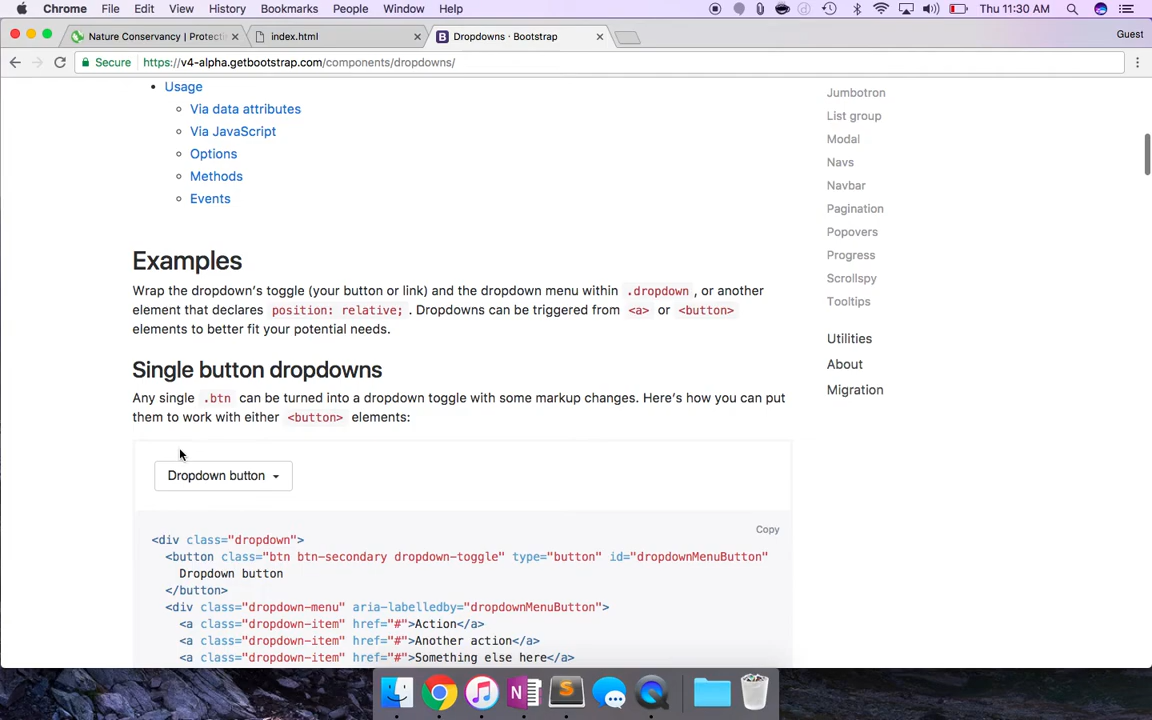 Chrome File Edit View History Bookmarks People Window Help Thu 11:30 AM
Nature Conservancy | Protecti index.html Dropdowns · Bootstrap Guest
Secure https://v4-alpha.getbootstrap.com/components/dropdowns/
Usage
Via data attributes
Via JavaScript
Options
Methods
Events
Examples
Wrap the dropdown's toggle (your button or link) and the dropdown menu within .dropdown, or another
element that declares position: relative;. Dropdowns can be triggered from <a> or <button>
elements to better fit your potential needs.
Single button dropdowns
Any single .btn can be turned into a dropdown toggle with some markup changes. Here's how you can put
them to work with either <button> elements:
Dropdown button
Copy
<div class="dropdown">
<button class="btn btn-secondary dropdown-toggle" type="button" id="dropdownMenuButton"
Dropdown button
</button>
<div class="dropdown-menu" aria-labelledby="dropdownMenuButton">
<a class="dropdown-item" href="#">Action</a>
<a class="dropdown-item" href="#">Another action</a>
<a class="dropdown-item" href="#">Something else here</a>
Jumbotron
List group
Modal
Navs
Navbar
Pagination
Popovers
Progress
Scrollspy
Tooltips
Utilities
About
Migration